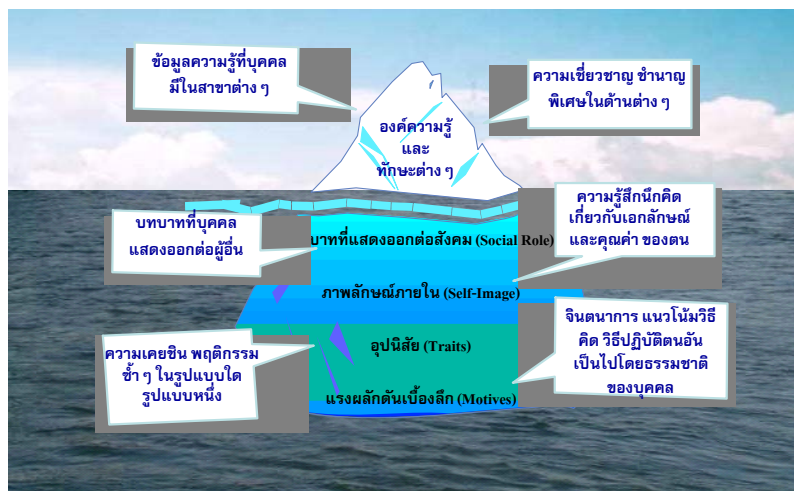 ข้อมูลความรู้ที่บุคคล
มีในสาขาต่าง ๆ
ความเชี่ยวชาญ ชำนาญ
พิเศษในด้านต่าง ๆ
องค์ความรู้
และ
ทักษะต่าง ๆ
บทบาทที่บุคคล
แสดงออกต่อผู้อื่น
ความรู้สึกนึกคิด
เกี่ยวกับเอกลักษณ์
และคุณค่า ของตน
บาทที่แสดงออกต่อสังคม (Social Role)
ภาพลักษณ์ภายใน (Self-Image)
อุปนิสัย (Traits)
แรงผลักดันเบื้องลึก (Motives)
ความเคยชิน พฤติกรรม
ซ้ำ ๆ ในรูปแบบใด
รูปแบบหนึ่ง
จินตนาการ แนวโน้มวิธี
คิด วิธีปฏิบัติตนอัน
เป็นไปโดยธรรมชาติ
ของบุคคล